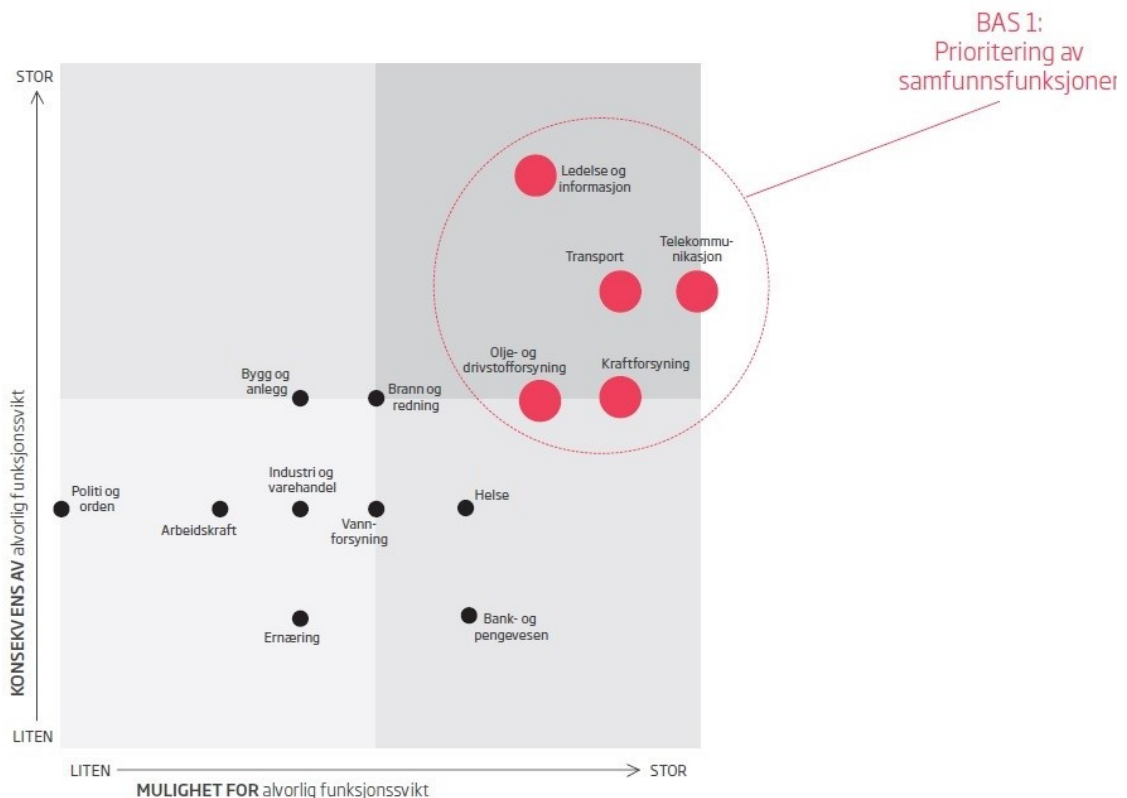 BAS 1:
Prioritering av
samfunnsfunksjoner
STOR
Ledelse og
informasjon
Transport
Telekommu-
nikasjon
Olje- og
drivstofforsyning
Kraftforsyning
Bygg og
anlegg
Brann og
redning
Politi og
orden
Arbeidskraft
Industri og
varehandel
Vann-
forsyning
Helse
Ernæring
Bank- og
pengevesen
KONSEKVENS AV alvorlig funksjonssvikt
LITEN
LITEN
STOR
MULIGHET FOR alvorlig funksjonssvikt